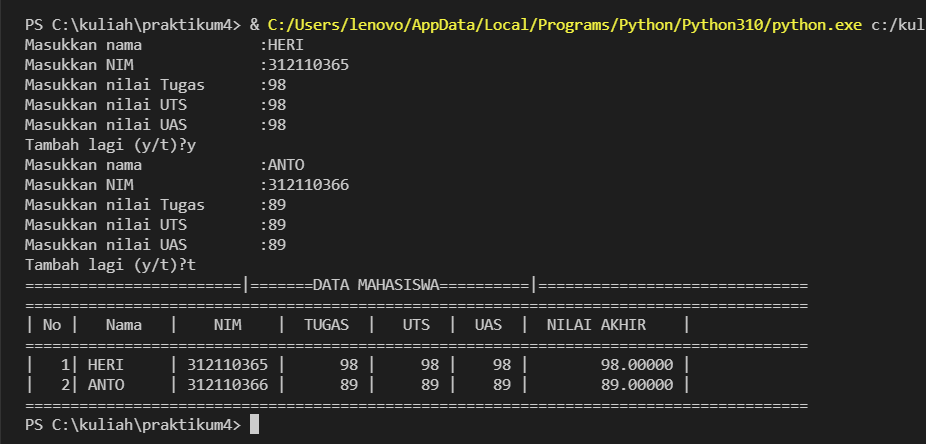 PS C:\kuliah\praktikum4> & C:/Users/lenovo/AppData/Local/Programs/Python/Python310/python.exe c:/kul
Masukkan nama             :HERI
Masukkan NIM              :312110365
Masukkan nilai Tugas      :98
Masukkan nilai UTS        :98
Masukkan nilai UAS        :98
Tambah lagi (y/t)?y
Masukkan nama             :ANTO
Masukkan NIM              :312110366
Masukkan nilai Tugas      :89
Masukkan nilai UTS        :89
Masukkan nilai UAS        :89
Tambah lagi (y/t)?t
========================|=======DATA MAHASISWA==========|==============================
=======================================================================================
| No |   Nama   |    NIM    |  TUGAS  |   UTS  |  UAS  |  NILAI AKHIR    |
=======================================================================================
|   1| HERI     | 312110365 |      98 |     98 |    98 |        98.00000 |
|   2| ANTO     | 312110366 |      89 |     89 |    89 |        89.00000 |
=======================================================================================
PS C:\kuliah\praktikum4>